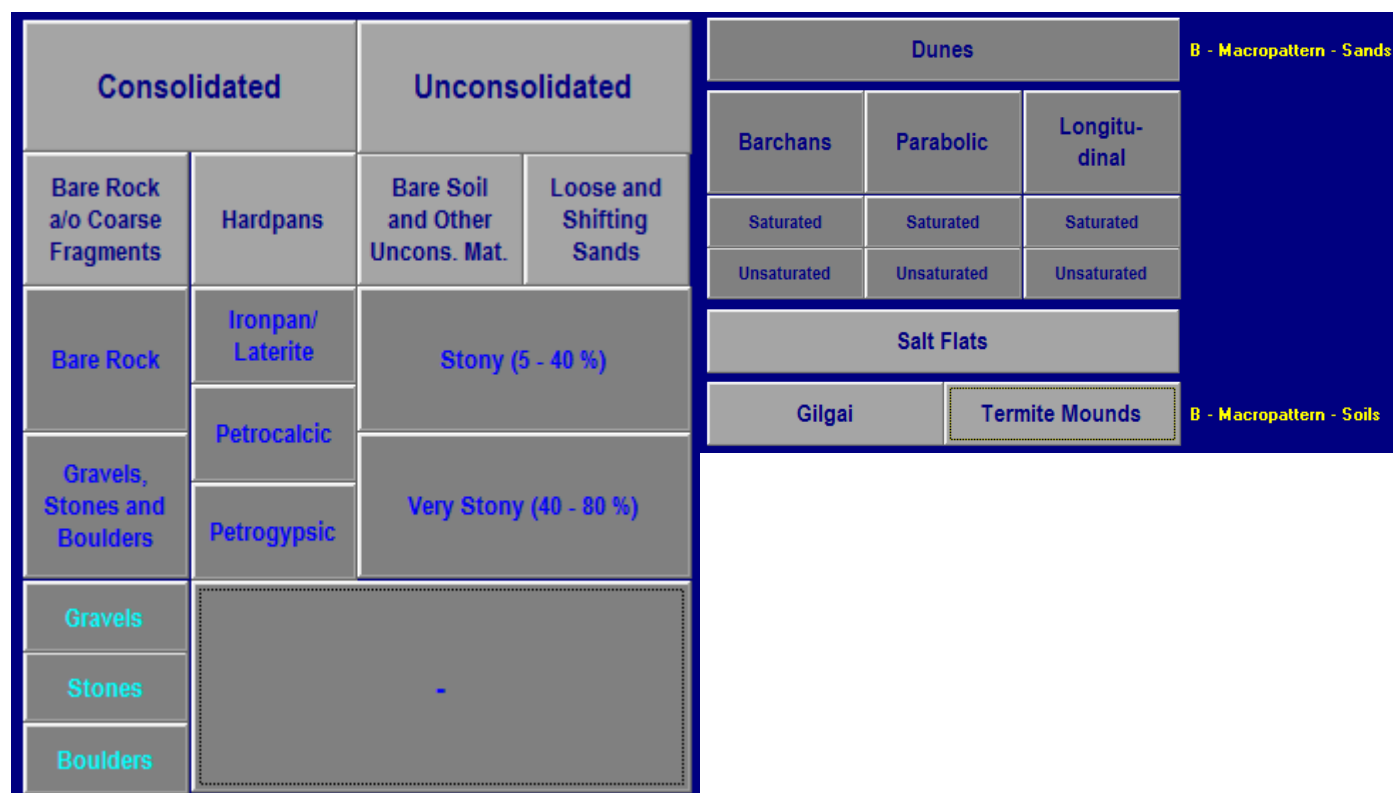 Consolidated
Unconsolidated
Bare Rock
a/o Coarse
Fragments
Hardpans
Bare Soil
and Other
Uncons. Mat.
Loose and
Shifting
Sands
Bare Rock
Ironpan/
Laterite
Stony (5 - 40 %)
Petrocalcic
Gravels,
Stones and
Boulders
Petrogypsic
Very Stony (40 - 80 %)
Gravels
Stones
Boulders
-
Dunes
B - Macropattern - Sands
Barchans
Parabolic
Longitu-
dinal
Saturated
Saturated
Saturated
Unsaturated
Unsaturated
Unsaturated
Salt Flats
Gilgai
Termite Mounds
B - Macropattern - Soils